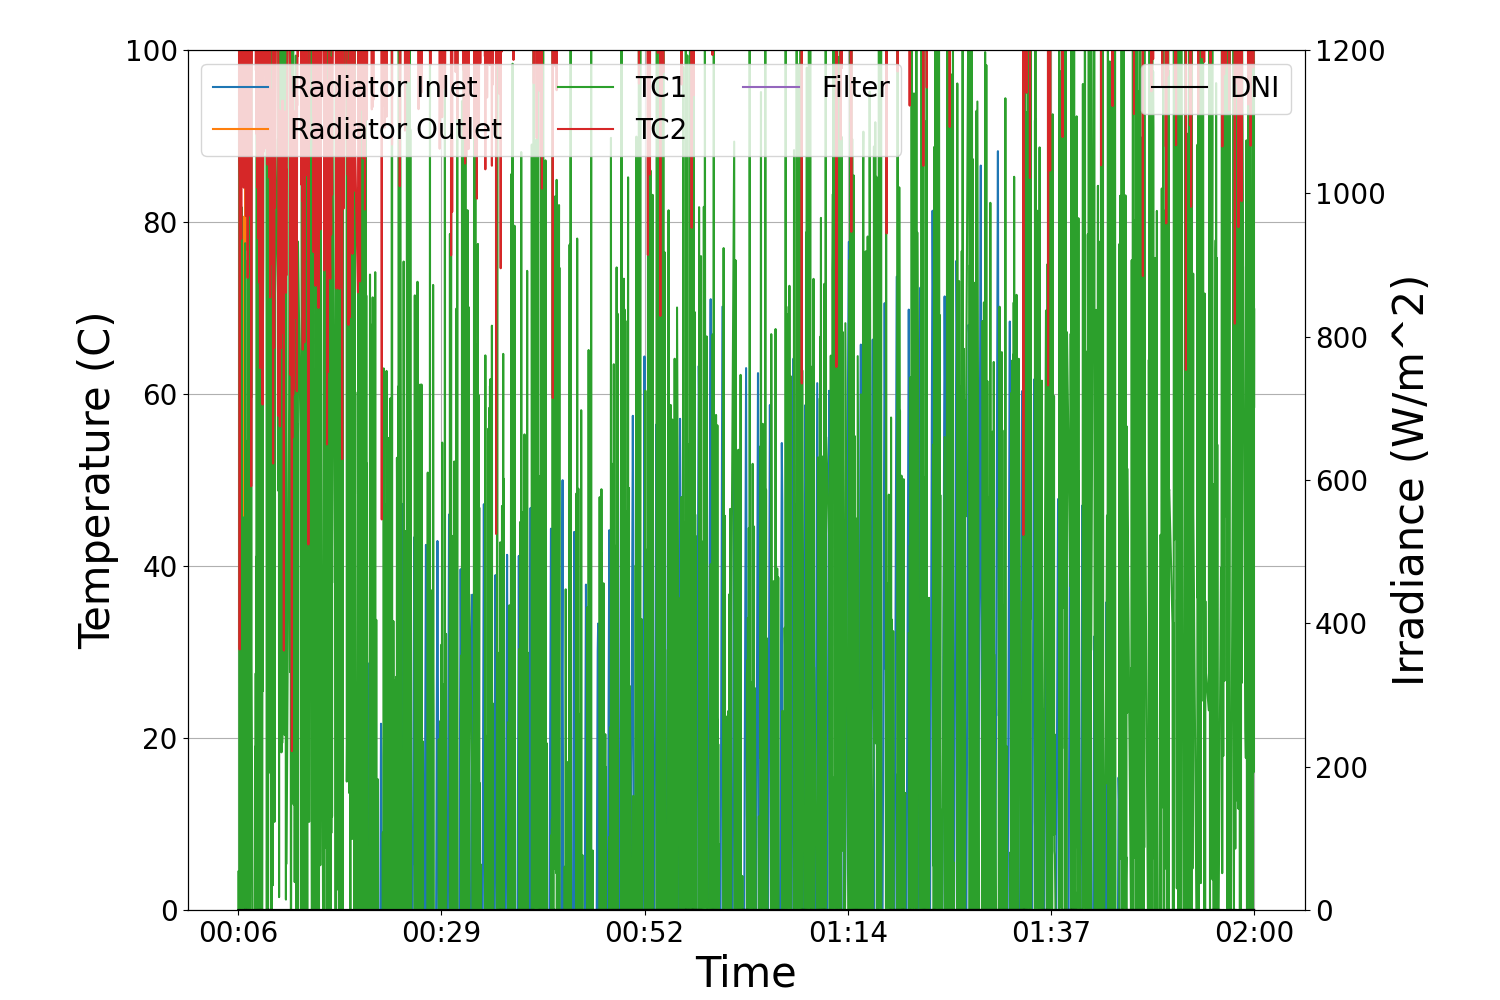 100
80
60
40
20
0
Temperature (C)
Radiator Inlet
Radiator Outlet
TC1
TC2
Filter
DNI
1200
1000
800
600
400
200
0
Irradiance (W/m^2)
00:06 00:29 00:52 01:14 01:37 02:00
Time